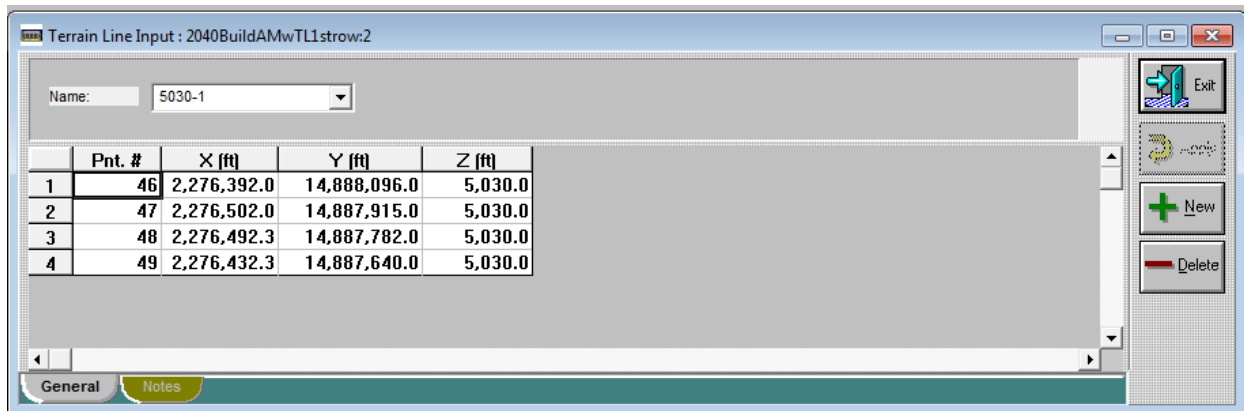 Terrain Line Input : 2040BuildAMwTL1strow:2
Name: 5030-1
Exit
Apply
New
Delete
Pnt. # X (ft) Y (ft) Z (ft)
1 46 2,276,392.0 14,888,096.0 5,030.0
2 47 2,276,502.0 14,887,915.0 5,030.0
3 48 2,276,492.3 14,887,782.0 5,030.0
4 49 2,276,432.3 14,887,640.0 5,030.0
General Notes